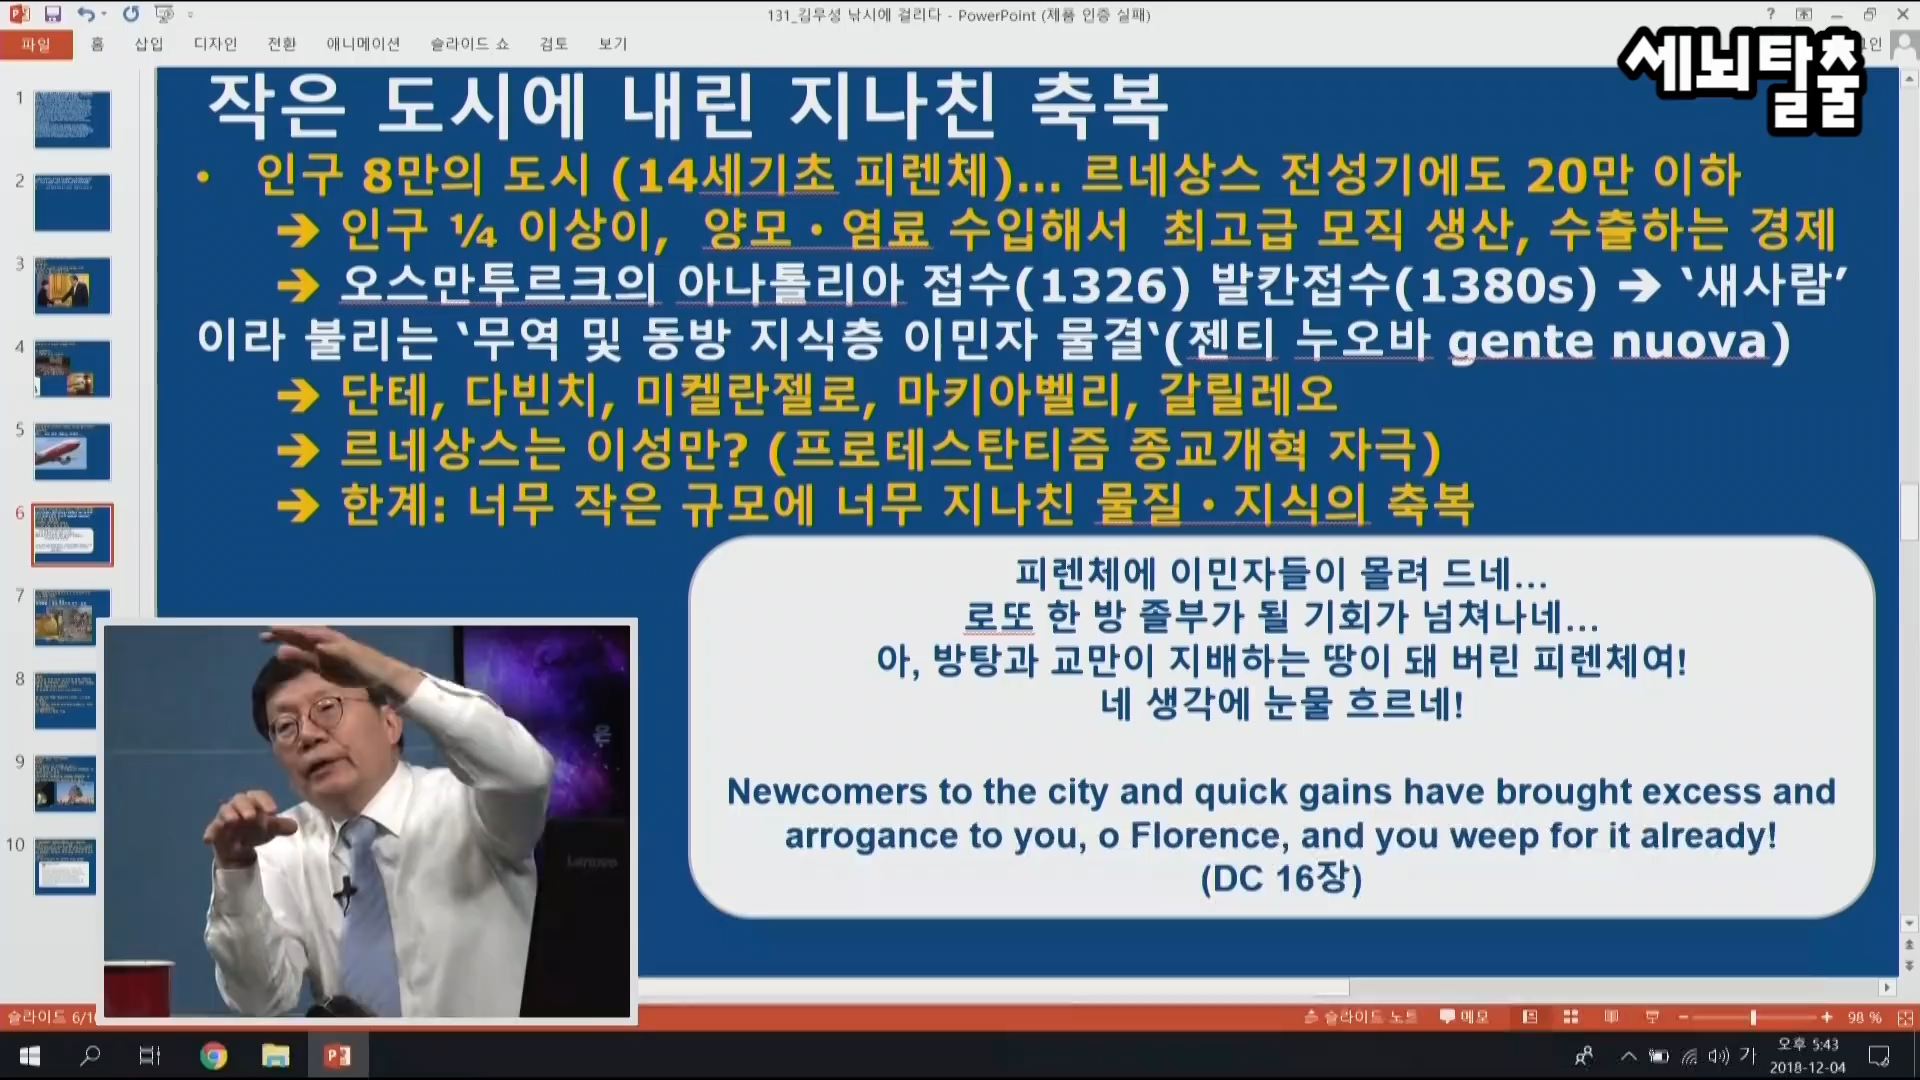 131_김무성 낚시에 걸리다 - PowerPoint (제품 인증 실패)
파일 홈 삽입 디자인 전환 애니메이션 슬라이드 쇼 검토 보기
세뇌탈출
작은 도시에 내린 지나친 축복
• 인구 8만의 도시 (14세기초 피렌체)... 르네상스 전성기에도 20만 이하
➔ 인구 ¼ 이상이, 양모・염료 수입해서 최고급 모직 생산, 수출하는 경제
➔ 오스만투르크의 아나톨리아 접수(1326) 발칸접수(1380s) ➔ ‘새사람’
이라 불리는 ‘무역 및 동방 지식층 이민자 물결‘(젠티 누오바 gente nuova)
➔ 단테, 다빈치, 미켈란젤로, 마키아벨리, 갈릴레오
➔ 르네상스는 이성만? (프로테스탄티즘 종교개혁 자극)
➔ 한계: 너무 작은 규모에 너무 지나친 물질・지식의 축복
피렌체에 이민자들이 몰려 드네...
로또 한 방 졸부가 될 기회가 넘쳐나네...
아, 방탕과 교만이 지배하는 땅이 돼 버린 피렌체여!
네 생각에 눈물 흐르네!
Newcomers to the city and quick gains have brought excess and
arrogance to you, o Florence, and you weep for it already!
(DC 16장)
1
2
3
4
5
6
7
8
9
10
Lenovo
슬라이드 6/1
슬라이드 노트 메모 98 %
가 오후 5:43
2018-12-04